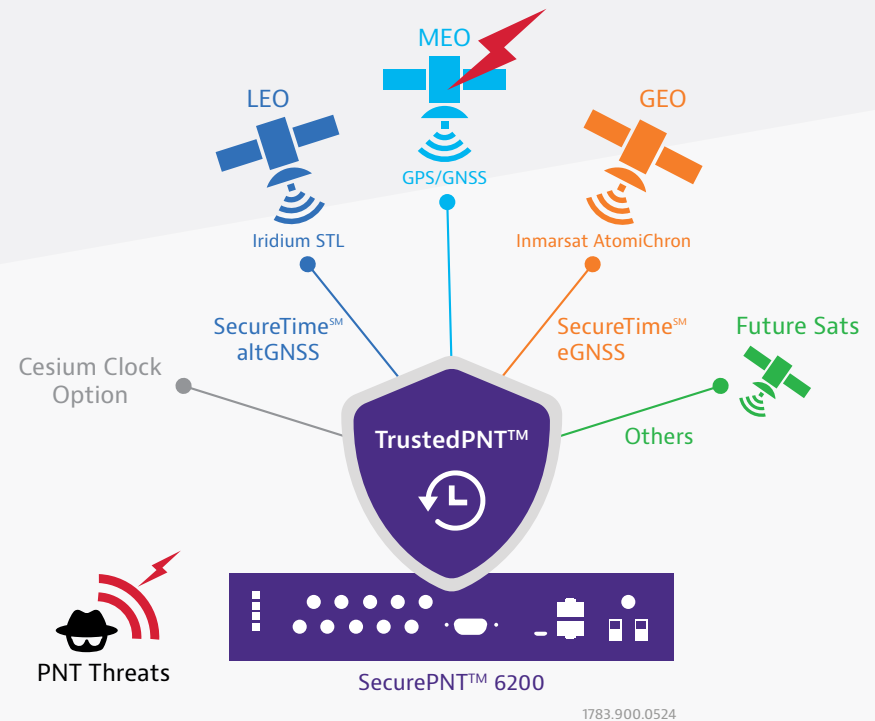 MEO
LEO
GEO
GPS/GNSS
Iridium STL
Inmarsat AtomiChron
SecureTime℠
altGNSS
SecureTime℠
eGNSS
Future Sats
Cesium Clock
Option
Others
TrustedPNT™
PNT Threats
SecurePNT™ 6200
1783.900.0524